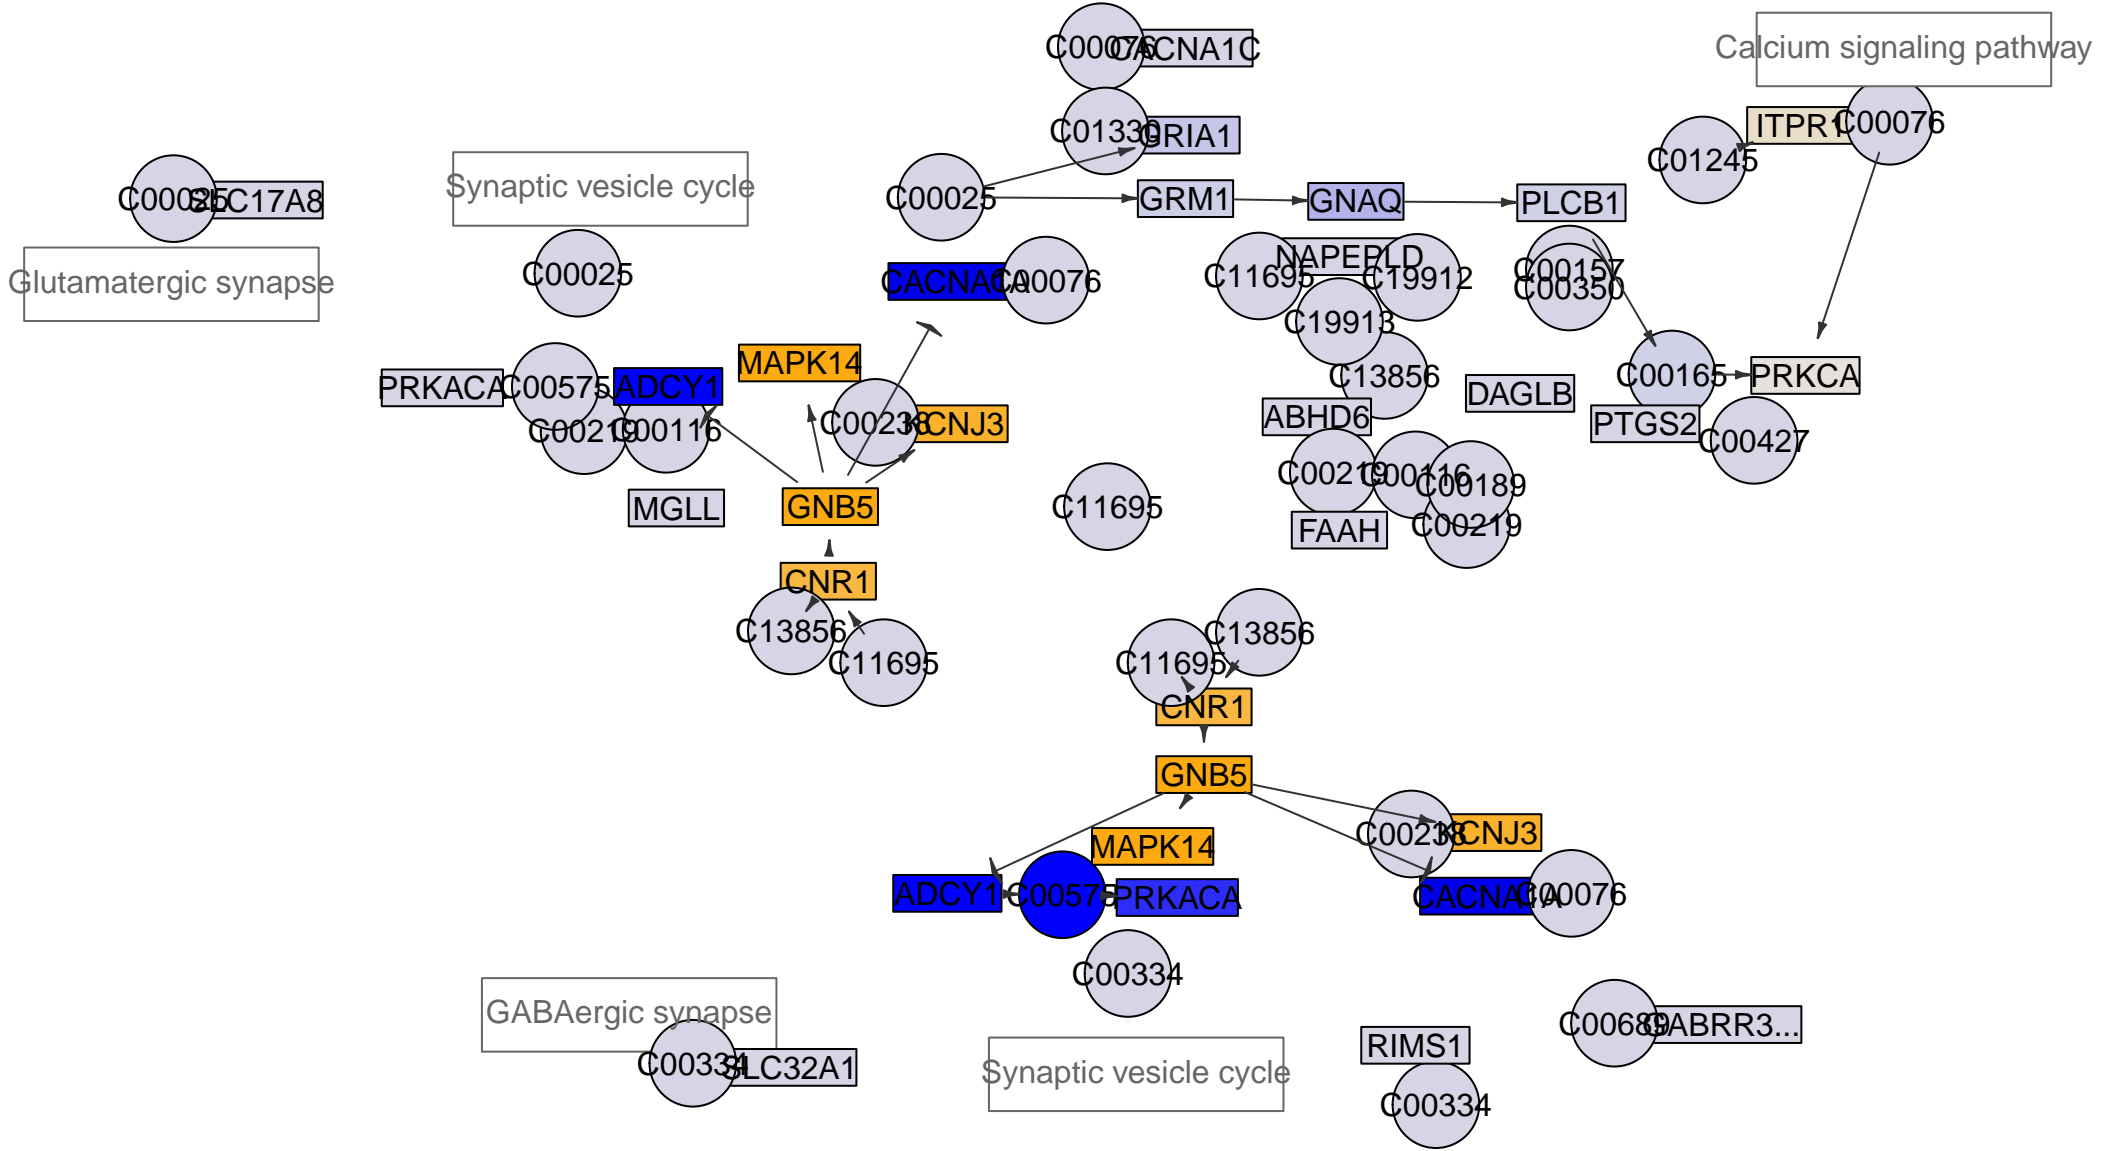 C00076
CACNA1C
Calcium signaling pathway
C01330
GRIA1
ITPR1
C00076
C01245
C00025
SLC17A8
Synaptic vesicle cycle
C00025
GRM1
GNAQ
PLCB1
Glutamatergic synapse
C00025
CACNA1A
C00076
C11695
NAPEPLD
C19912
C00157
C00350
C19913
MAPK14
PRKACA
C00575
ADCY1
C13856
DAGLB
C00165
PRKCA
C00219
C00116
C00238
KCNJ3
ABHD6
PTGS2
C00427
MGLL
GNB5
C11695
C00219
C00116
C00189
FAAH
C00219
CNR1
C13856
C11695
C11695
C13856
CNR1
GNB5
MAPK14
C00238
KCNJ3
ADCY1
C00575
PRKACA
CACNA1A
C00076
C00334
GABAergic synapse
C00334
SLC32A1
Synaptic vesicle cycle
RIMS1
C00334
C00689
GABRR3...